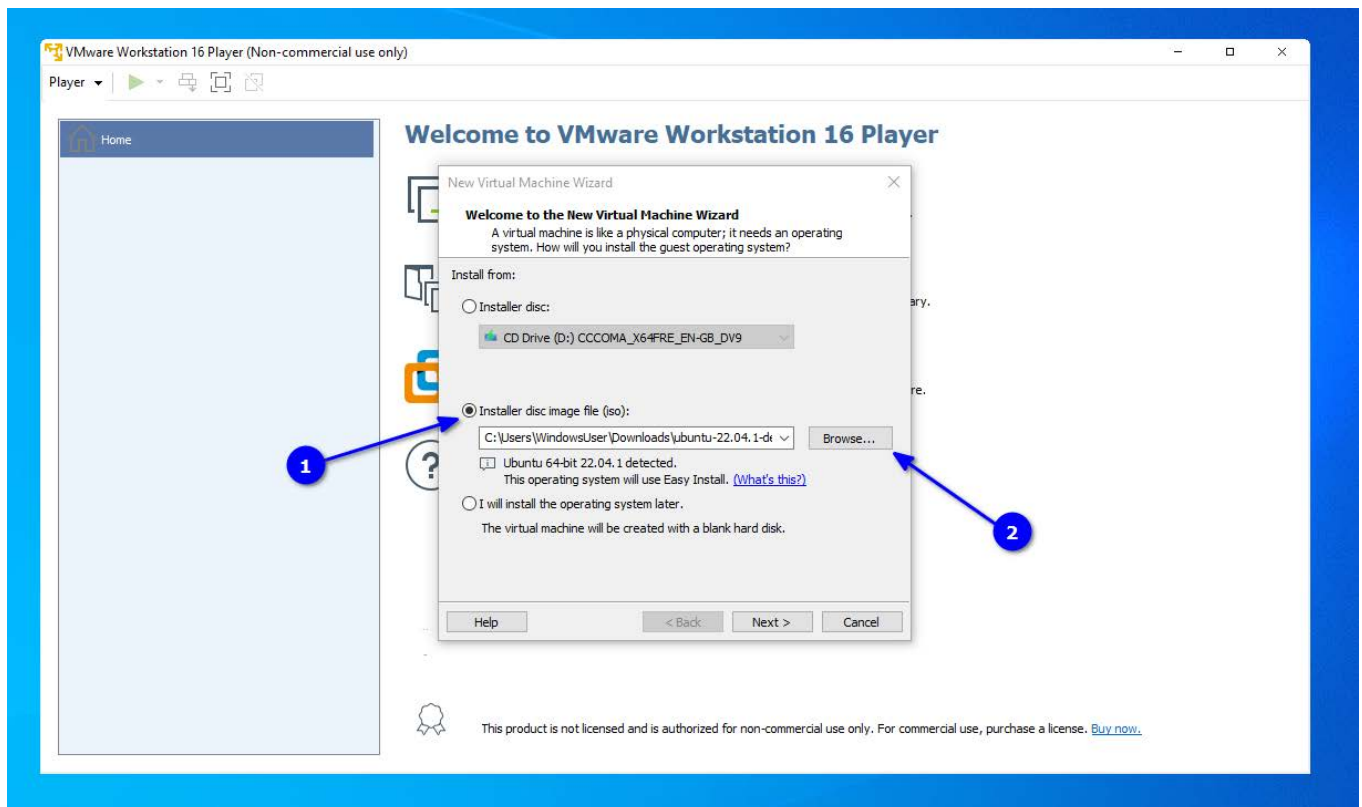 VMware Workstation 16 Player (Non-commercial use only)
Player
Home
Welcome to VMware Workstation 16 Player
New Virtual Machine Wizard
Welcome to the New Virtual Machine Wizard
A virtual machine is like a physical computer; it needs an operating
system. How will you install the guest operating system?
Install from:
Installer disc:
CD Drive (D:) CCCOMA_X64FRE_EN-GB_DV9
ary.
re.
Installer disc image file (iso):
C:\Users\WindowsUser\Downloads\ubuntu-22.04.1-de
Browse...
1
?
Ubuntu 64-bit 22.04.1 detected.
This operating system will use Easy Install. (What's this?)
I will install the operating system later.
2
The virtual machine will be created with a blank hard disk.
Help
< Back
Next >
Cancel
This product is not licensed and is authorized for non-commercial use only. For commercial use, purchase a license. Buy now.